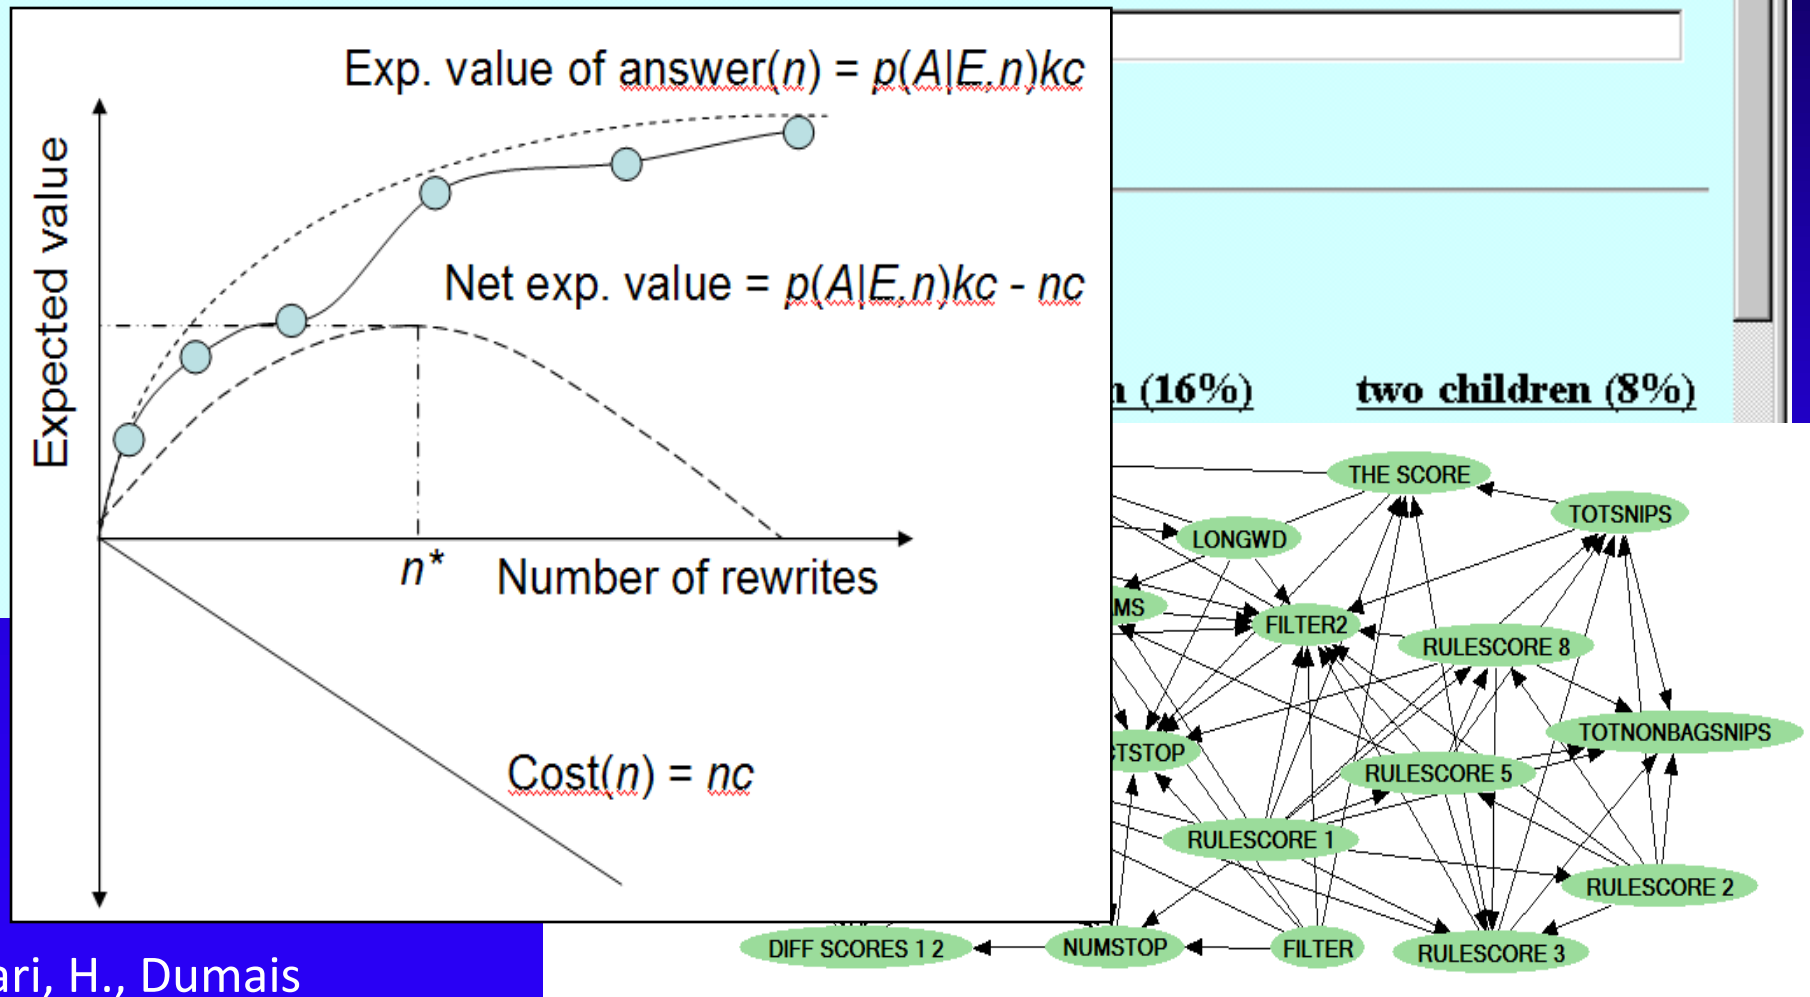 Exp. value of answer(n) = p(A|E,n)kc
Expected value
Net exp. value = p(A|E,n)kc - nc
(16%) two children (8%)
n* Number of rewrites
Cost(n) = nc
THE SCORE
TOTSNIPS
LONGWD
FILTER2
RULESCORE 8
TOTNONBAGSNIPS
RULESCORE 5
RULESCORE 1
RULESCORE 2
DIFF SCORES 1 2
NUMSTOP
FILTER
RULESCORE 3
H., Dumais